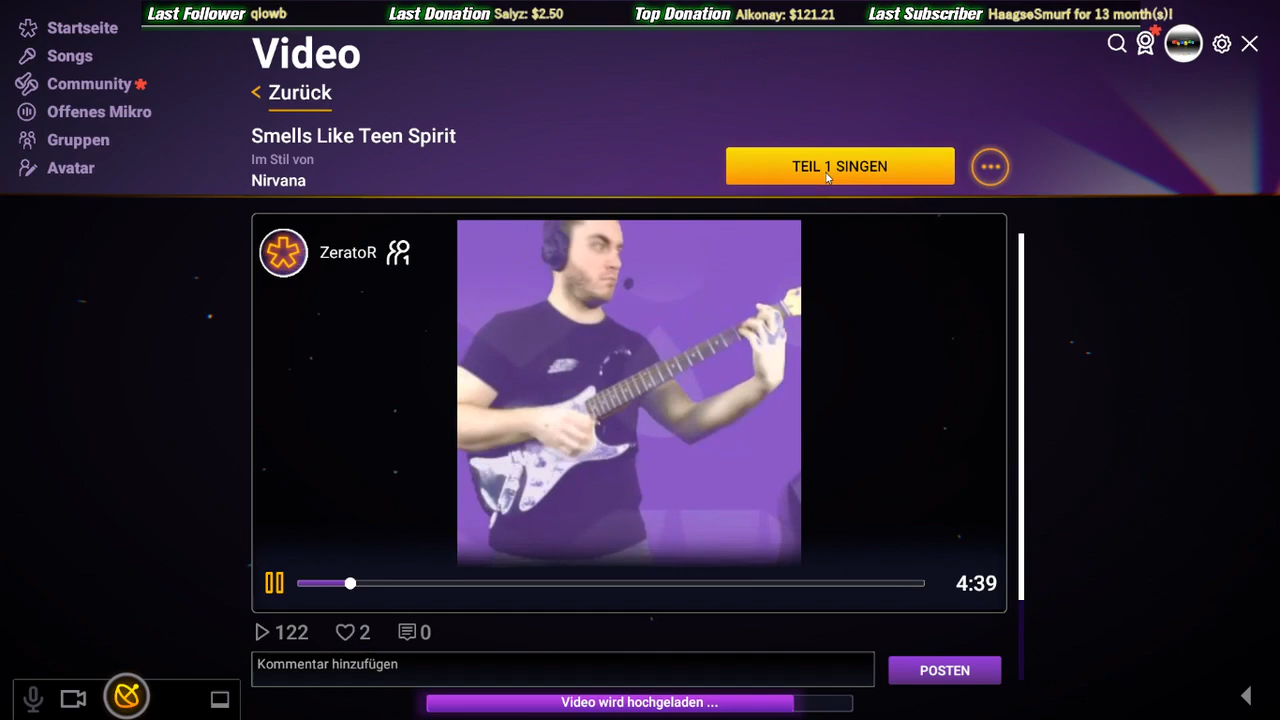 Last Follower qlowb Last Donation Salyz: $2.50 Top Donation Alkonay: $121.21 Last Subscriber HaagseSmurf for 13 month(s)!
Startseite
Songs
Community
Offenes Mikro
Gruppen
Avatar
Video
Zurück
Smells Like Teen Spirit
Im Stil von
Nirvana
TEIL 1 SINGEN
ZeratoR
4:39
122 2 0
Kommentar hinzufügen
POSTEN
Video wird hochgeladen ...